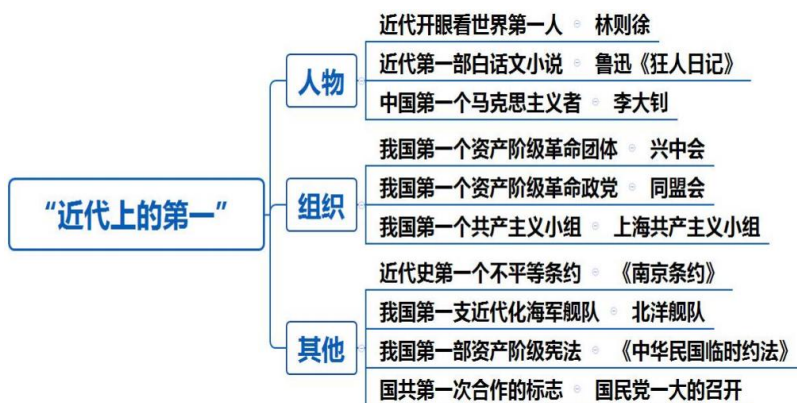 “近代上的第一”
人物
近代开眼看世界第一人 林则徐
近代第一部白话文小说 鲁迅《狂人日记》
中国第一个马克思主义者 李大钊
组织
我国第一个资产阶级革命团体 兴中会
我国第一个资产阶级革命政党 同盟会
我国第一个共产主义小组 上海共产主义小组
其他
近代史第一个不平等条约 《南京条约》
我国第一支近代化海军舰队 北洋舰队
我国第一部资产阶级宪法 《中华民国临时约法》
国共第一次合作的标志 国民党一大的召开